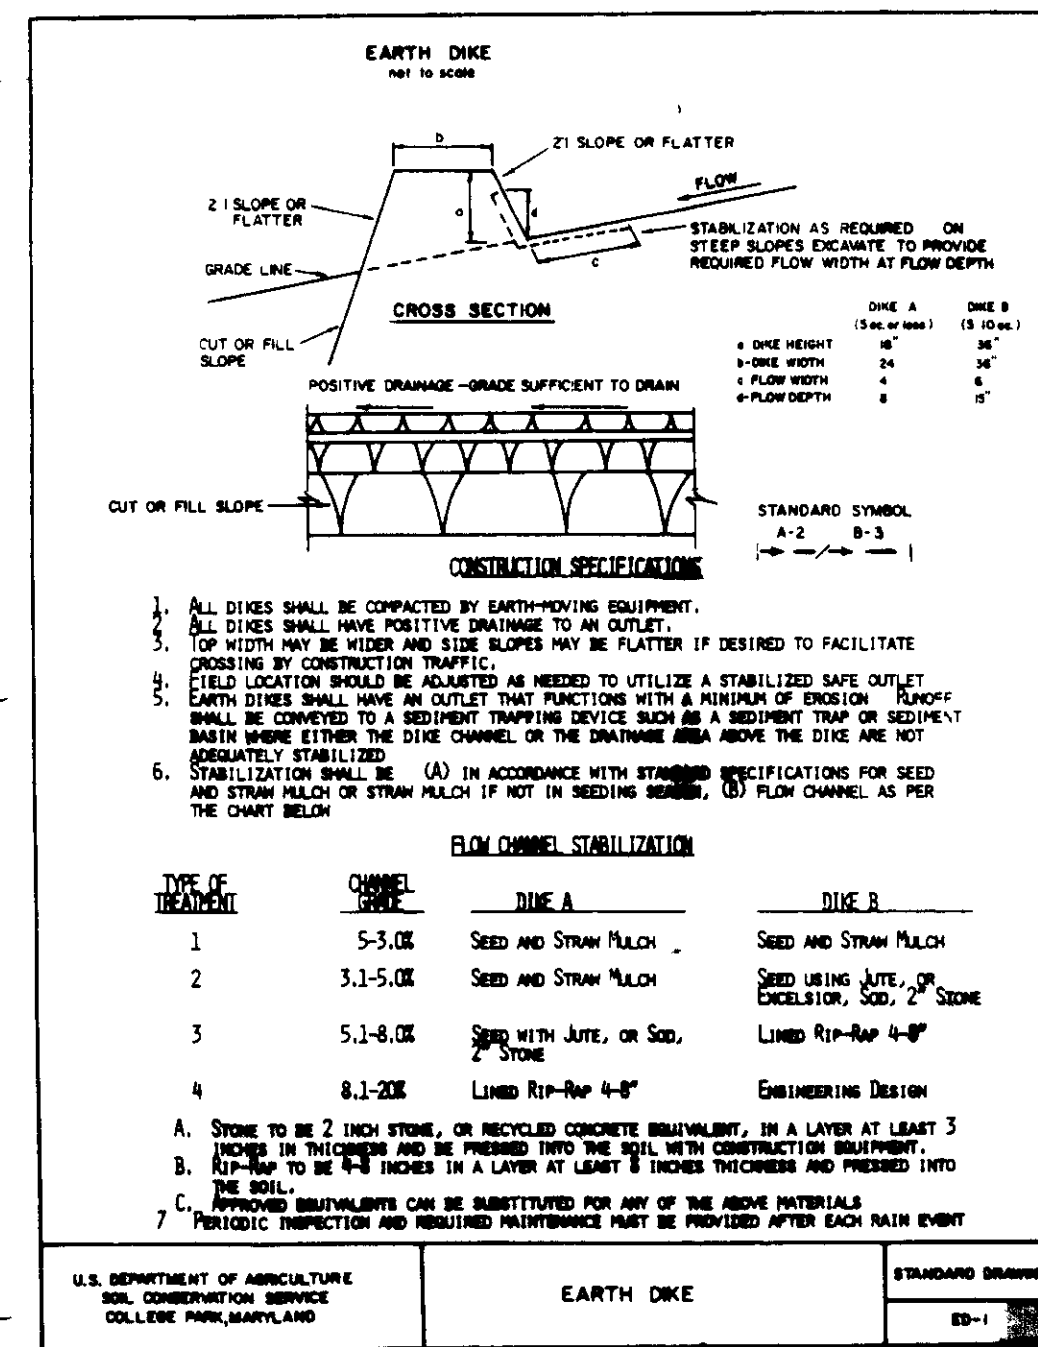 EARTH DIKE
not to scale
b
2:1 SLOPE OR FLATTER
FLOW
2:1 SLOPE OR
FLATTER
a
d
STABILIZATION AS REQUIRED ON
STEEP SLOPES EXCAVATE TO PROVIDE
REQUIRED FLOW WIDTH AT FLOW DEPTH
c
GRADE LINE
CROSS SECTION
CUT OR FILL
SLOPE
DIKE A DIKE B
(5 ac. or less) (5 10 ac.)
a DIKE HEIGHT 18" 36"
b-DIKE WIDTH 24 36"
c FLOW WIDTH 4 6
d-FLOW DEPTH 8 15"
POSITIVE DRAINAGE-GRADE SUFFICIENT TO DRAIN
CUT OR FILL SLOPE
STANDARD SYMBOL
A-2 B-3
CONSTRUCTION SPECIFICATIONS
1. ALL DIKES SHALL BE COMPACTED BY EARTH-MOVING EQUIPMENT.
2 ALL DIKES SHALL HAVE POSITIVE DRAINAGE TO AN OUTLET.
3. TOP WIDTH MAY BE WIDER AND SIDE SLOPES MAY BE FLATTER IF DESIRED TO FACILITATE
CROSSING BY CONSTRUCTION TRAFFIC.
4. FIELD LOCATION SHOULD BE ADJUSTED AS NEEDED TO UTILIZE A STABILIZED SAFE OUTLET
5. EARTH DIKES SHALL HAVE AN OUTLET THAT FUNCTIONS WITH A MINIMUM OF EROSION RUNOFF
SHALL BE CONVEYED TO A SEDIMENT TRAPPING DEVICE SUCH AS A SEDIMENT TRAP OR SEDIMENT
BASIN WHERE EITHER THE DIKE CHANNEL OR THE DRAINAGE AREA ABOVE THE DIKE ARE NOT
ADEQUATELY STABILIZED
6. STABILIZATION SHALL BE (A) IN ACCORDANCE WITH STANDARD SPECIFICATIONS FOR SEED
AND STRAW MULCH OR STRAW MULCH IF NOT IN SEEDING SEASON, (B) FLOW CHANNEL AS PER
THE CHART BELOW
FLOW CHANNEL STABILIZATION
TYPE OF CHANNEL
TREATMENT GRADE DIKE A DIKE B
1 5-3.0% SEED AND STRAW MULCH SEED AND STRAW MULCH
2 3.1-5.0% SEED AND STRAW MULCH SEED USING JUTE, OR
EXCELSIOR, SOD, 2" STONE
3 5.1-8.0% SEED WITH JUTE, OR SOD, LINED RIP-RAP 4-8"
2" STONE
4 8.1-20% LINED RIP-RAP 4-8" ENGINEERING DESIGN
A. STONE TO BE 2 INCH STONE, OR RECYCLED CONCRETE EQUIVALENT, IN A LAYER AT LEAST 3
INCHES IN THICKNESS AND BE PRESSED INTO THE SOIL WITH CONSTRUCTION EQUIPMENT.
B. RIP-RAP TO BE 4-8 INCHES IN A LAYER AT LEAST 8 INCHES THICKNESS AND PRESSED INTO
THE SOIL.
C. APPROVED EQUIVALENTS CAN BE SUBSTITUTED FOR ANY OF THE ABOVE MATERIALS
7 PERIODIC INSPECTION AND REQUIRED MAINTENANCE MUST BE PROVIDED AFTER EACH RAIN EVENT
U.S. DEPARTMENT OF AGRICULTURE
SOIL CONSERVATION SERVICE
COLLEGE PARK, MARYLAND
EARTH DIKE
STANDARD DRAWING
ED-1